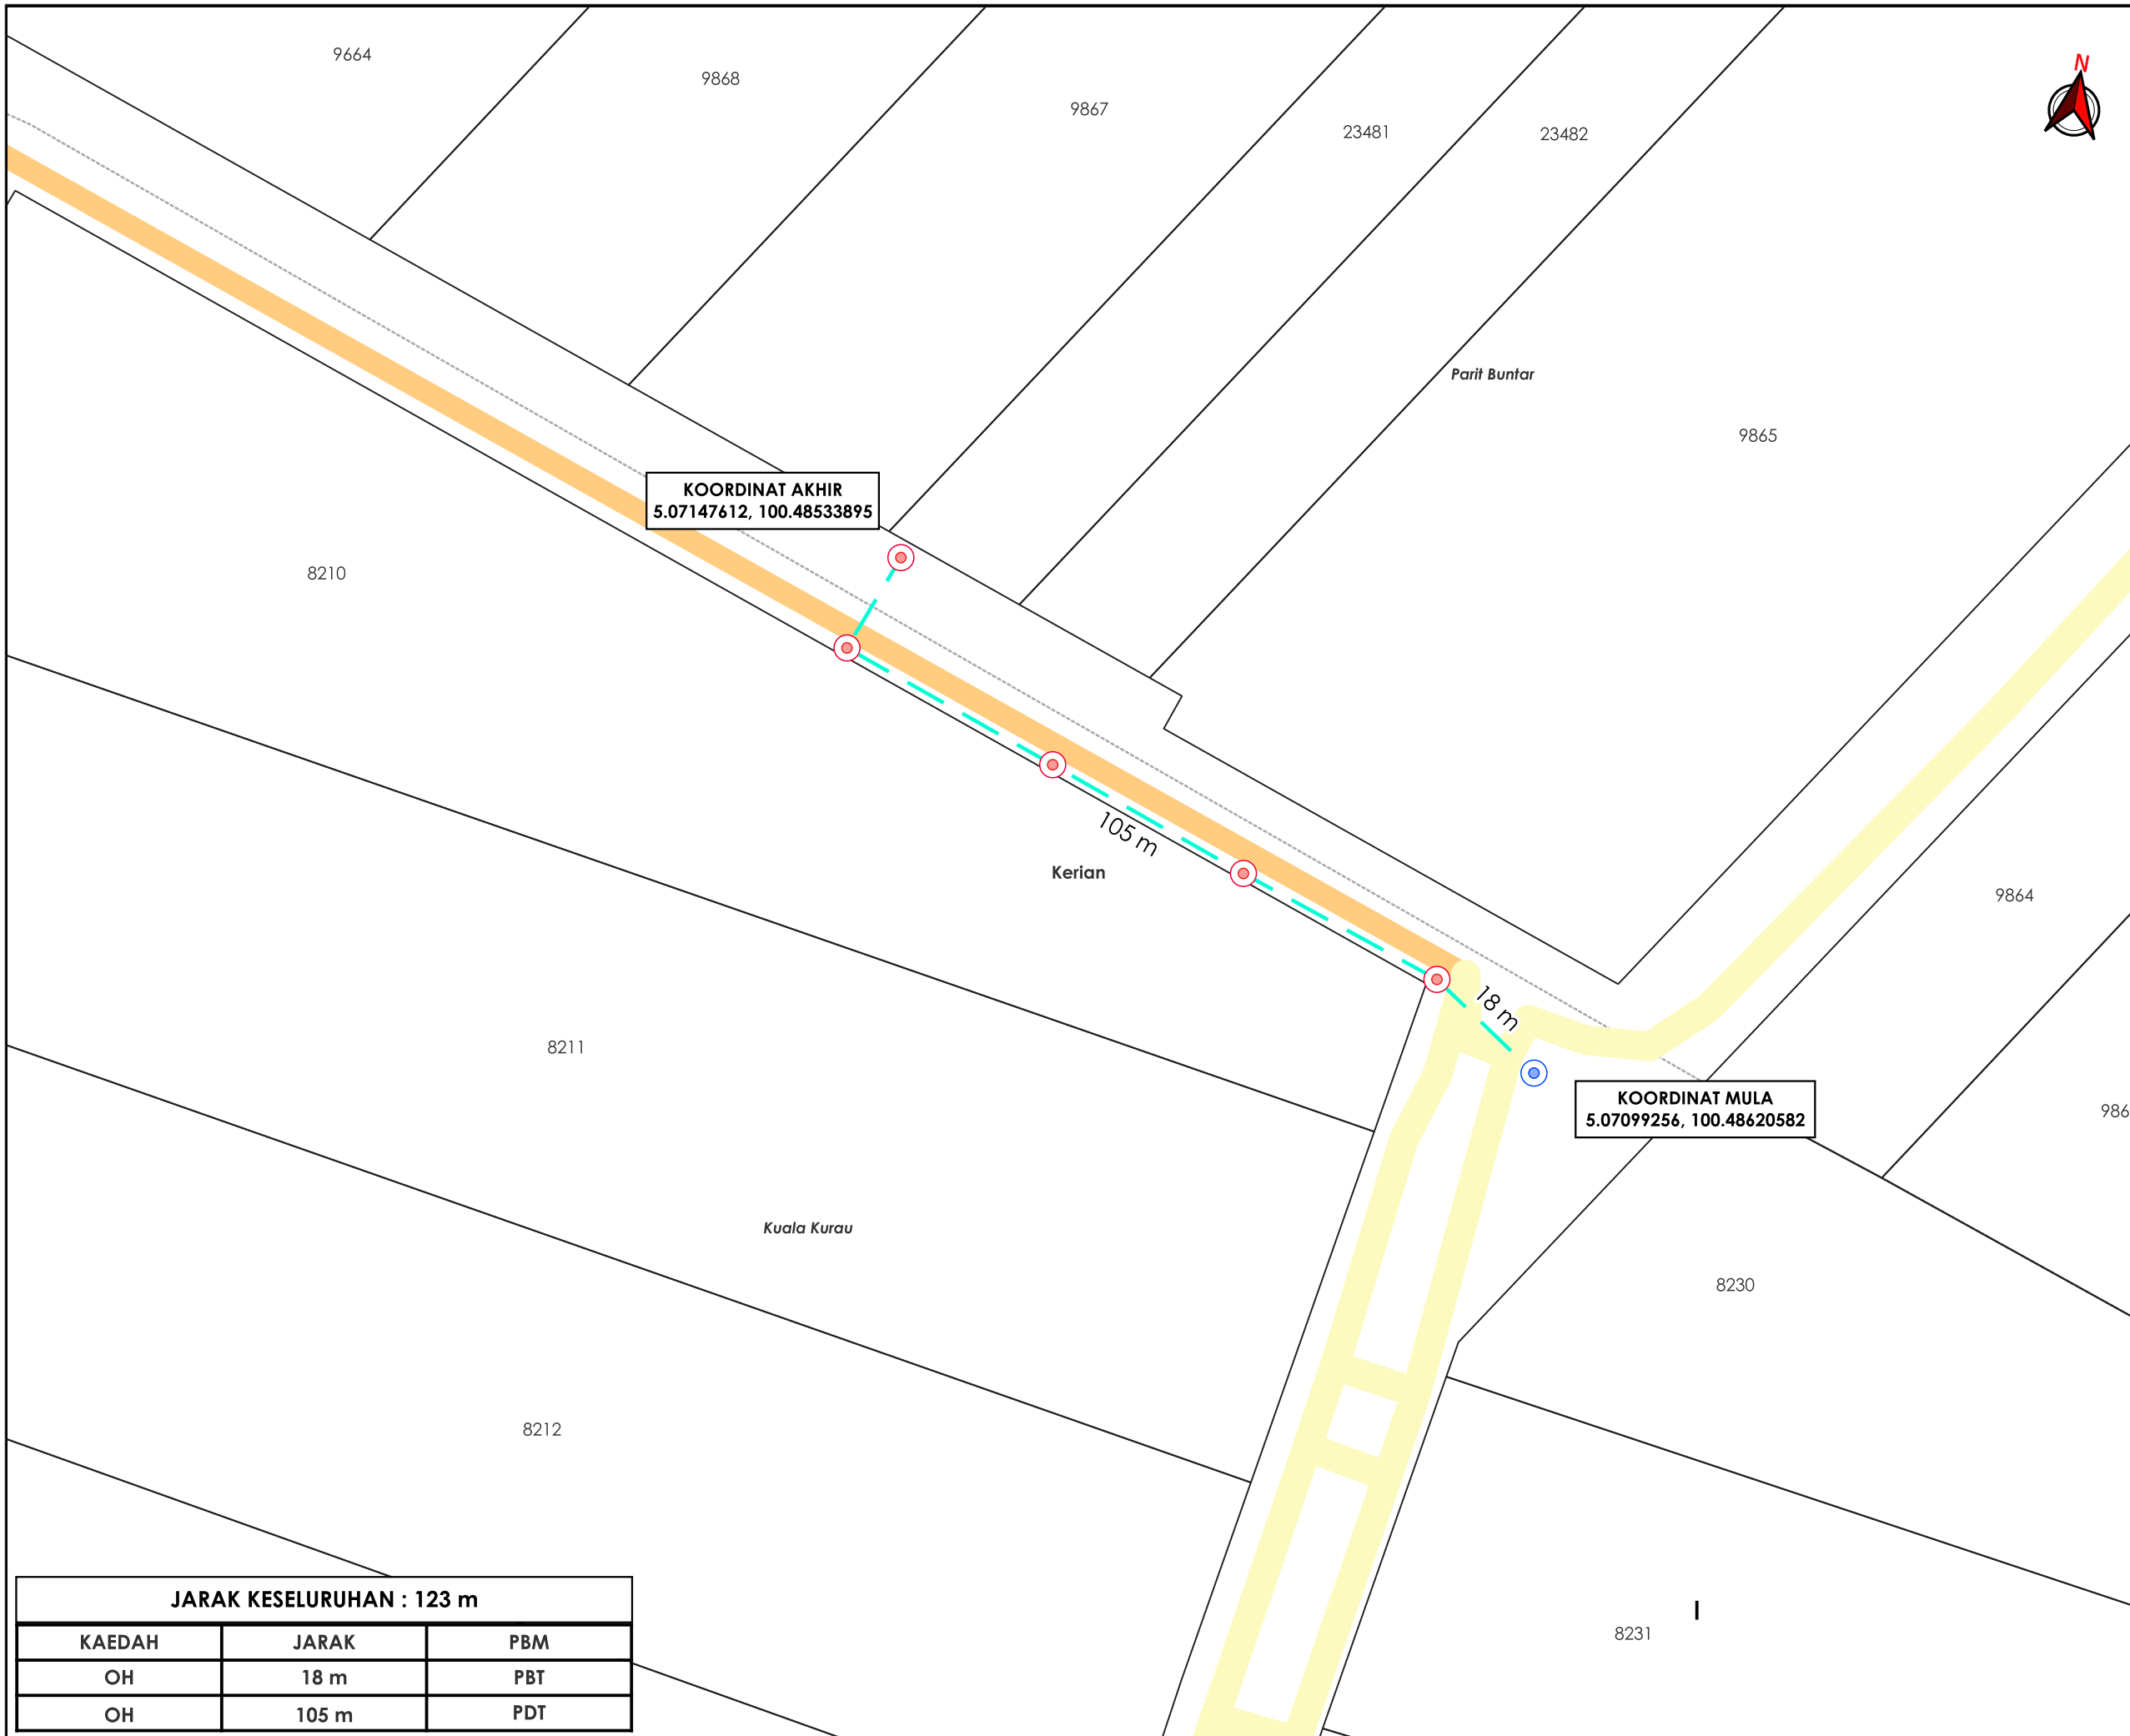 9664
9868
N
9867
23481
23482
Parit Buntar
9865
KOORDINAT AKHIR
5.07147612, 100.48533895
8210
105 m
Kerian
9864
18 m
8211
KOORDINAT MULA
5.07099256, 100.48620582
986
Kuala Kurau
8230
8212
JARAK KESELURUHAN : 123 m
KAEDAH JARAK PBM
OH 18 m PBT
OH 105 m PDT
I
8231